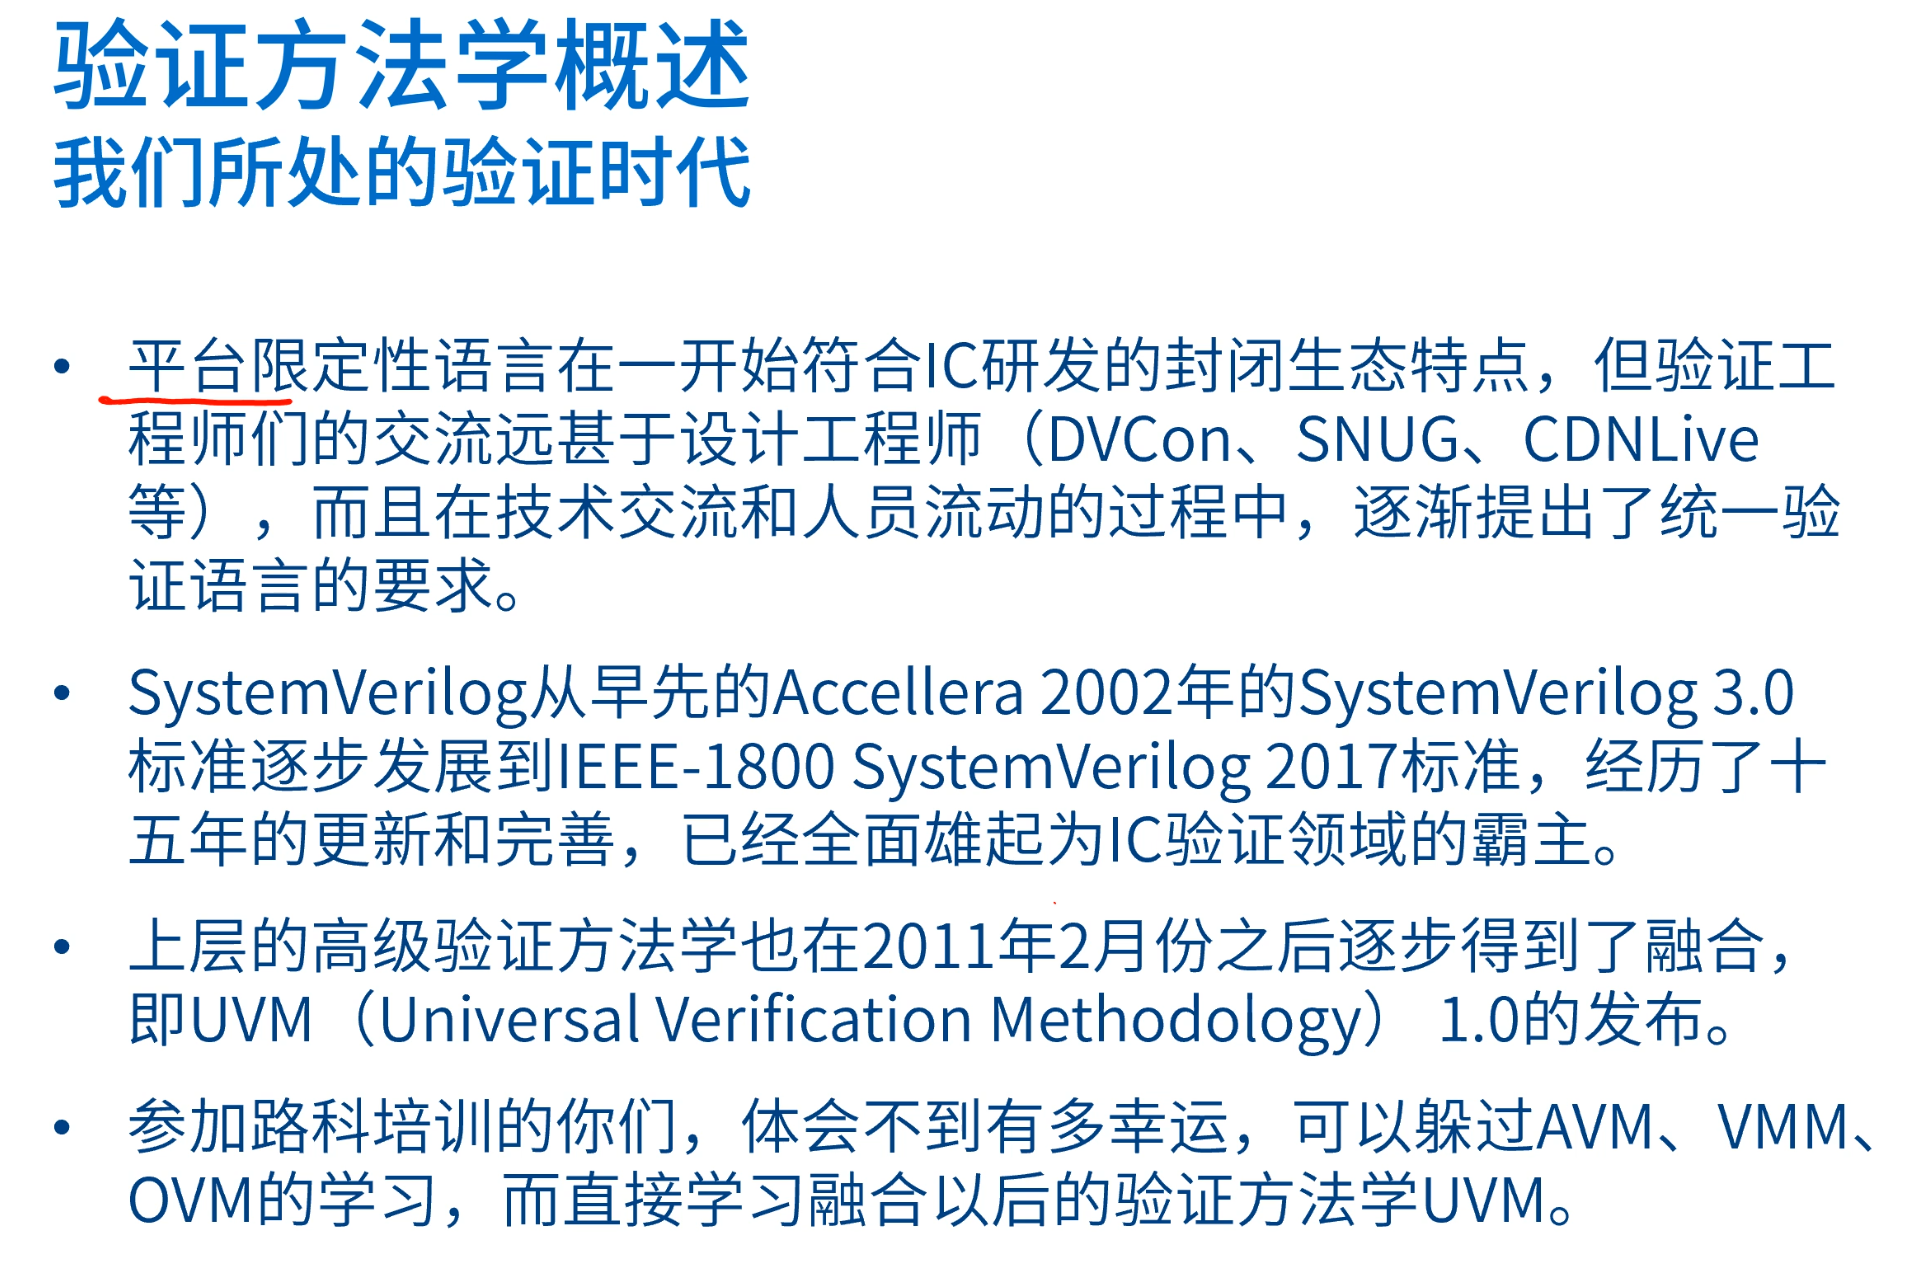 验证方法学概述
我们所处的验证时代
• 平台限定性语言在一开始符合IC研发的封闭生态特点，但验证工
程师们的交流远甚于设计工程师（DVCon、SNUG、CDNLive
等），而且在技术交流和人员流动的过程中，逐渐提出了统一验
证语言的要求。
• SystemVerilog从早先的Accellera 2002年的SystemVerilog 3.0
标准逐步发展到IEEE-1800 SystemVerilog 2017标准，经历了十
五年的更新和完善，已经全面雄起为IC验证领域的霸主。
• 上层的高级验证方法学也在2011年2月份之后逐步得到了融合，
即UVM（Universal Verification Methodology） 1.0的发布。
• 参加路科培训的你们，体会不到有多幸运，可以躲过AVM、VMM、
OVM的学习，而直接学习融合以后的验证方法学UVM。